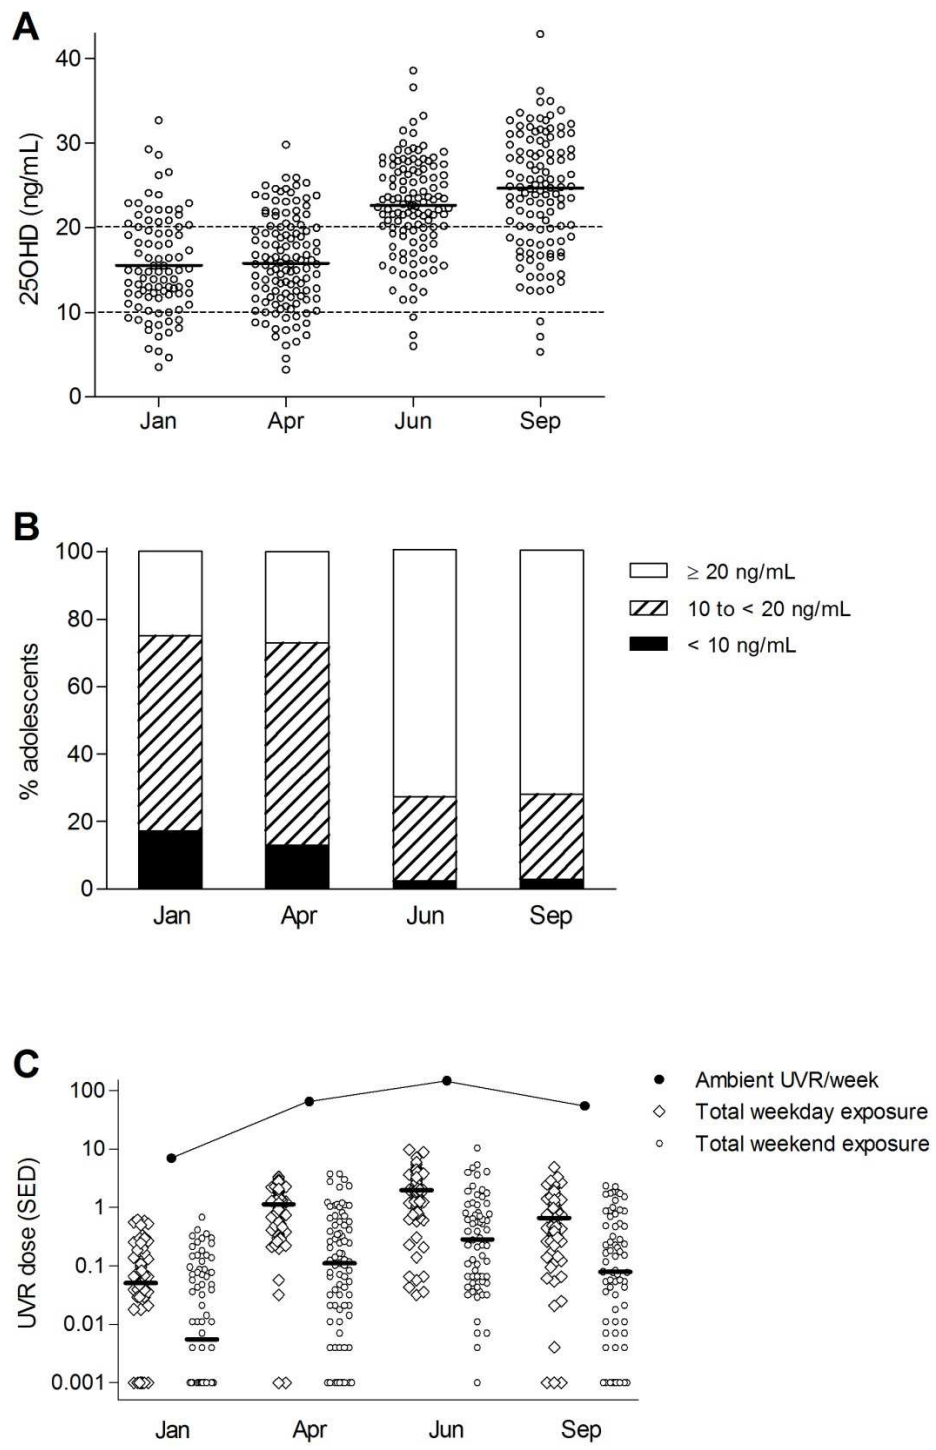 A
25OHD (ng/mL)
40
30
20
10
0
Jan Apr Jun Sep
B
% adolescents
100
80
60
40
20
0
Jan Apr Jun Sep
≥ 20 ng/mL
10 to < 20 ng/mL
< 10 ng/mL
C
UVR dose (SED)
100
10
1
0.1
0.01
0.001
Jan Apr Jun Sep
Ambient UVR/week
Total weekday exposure
Total weekend exposure